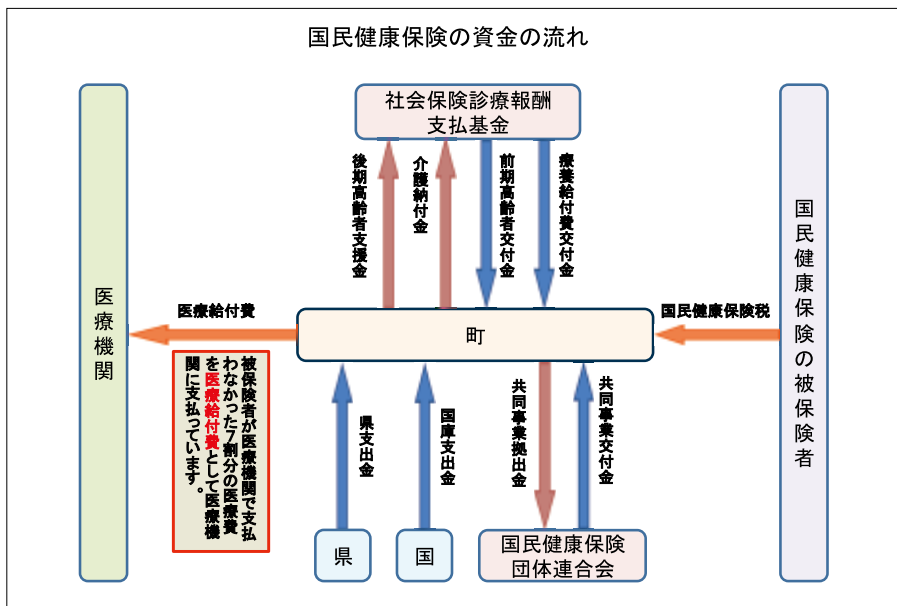 国民健康保険の資金の流れ
社会保険診療報酬
支払基金
後期高齢者支援金
介護納付金
前期高齢者交付金
療養給付費交付金
医療機関
医療給付費
町
国民健康保険税
国民健康保険の被保険者
被保険者が医療機関で支払
わなかった7割分の医療費
を医療給付費として医療機
関に支払っています。
県支出金
国庫支出金
共同事業拠出金
共同事業交付金
県
国
国民健康保険
団体連合会